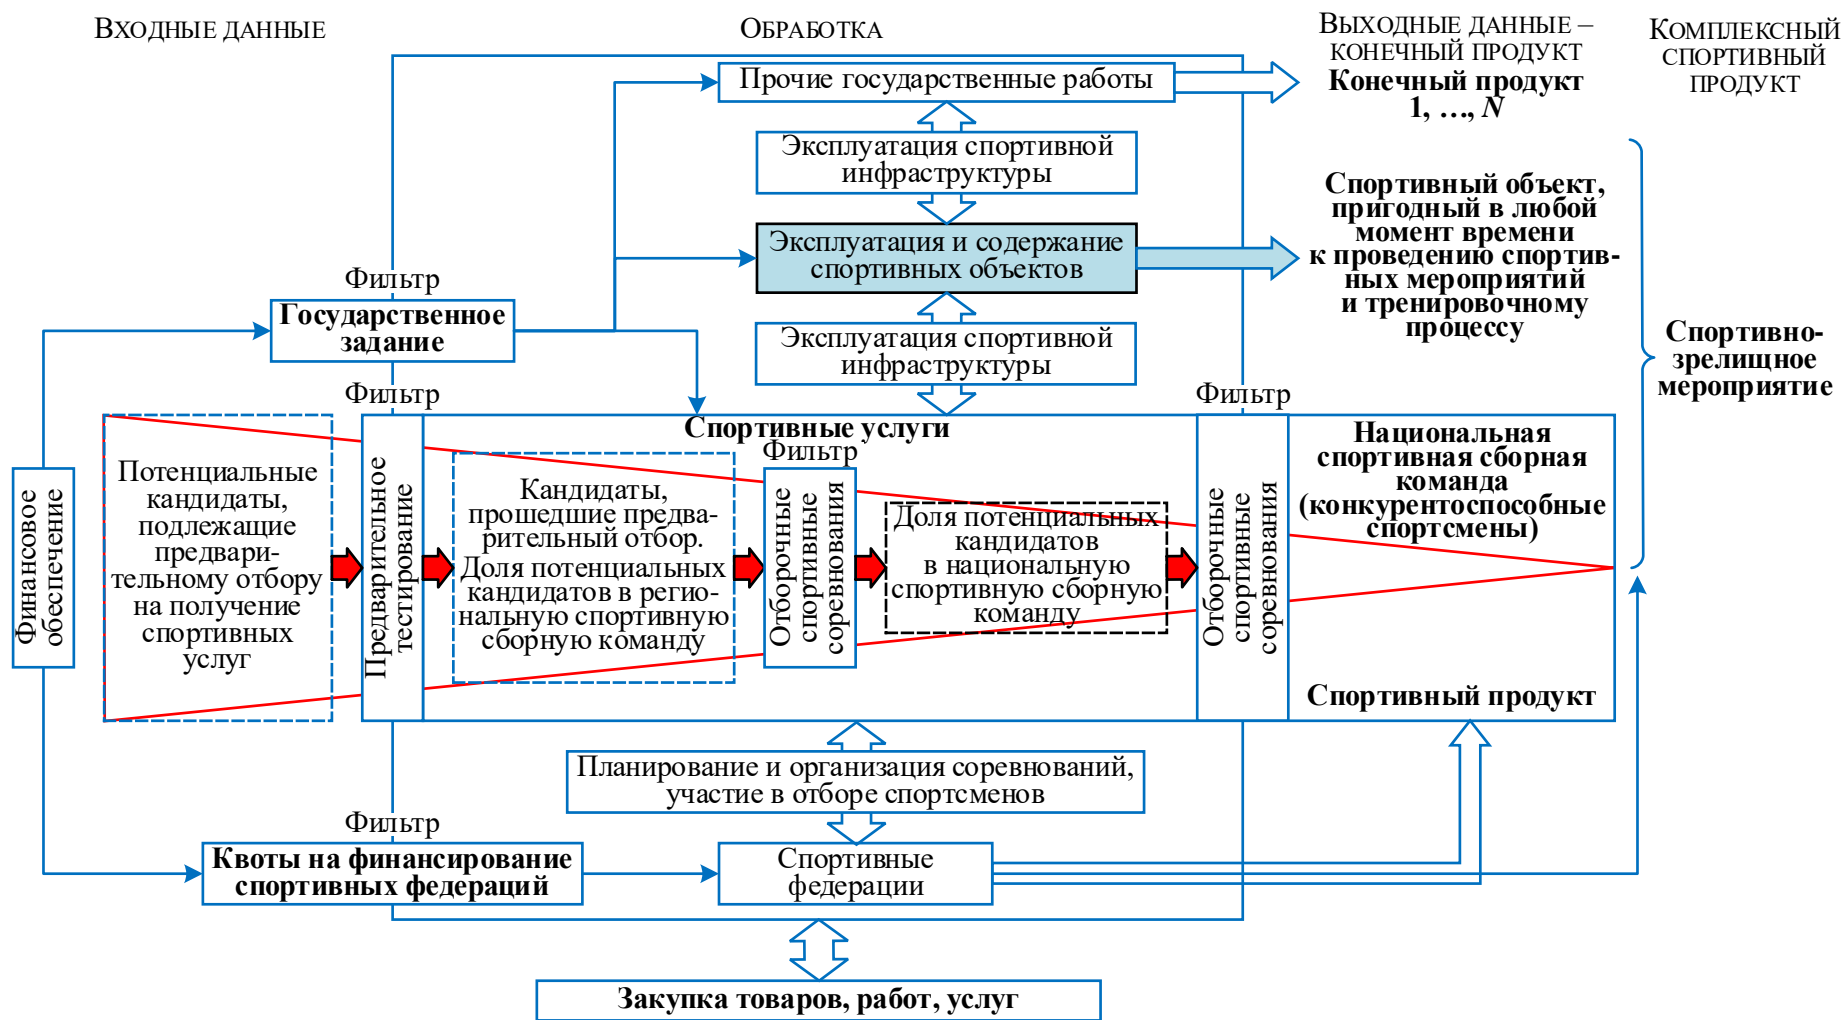 ВХОДНЫЕ ДАННЫЕ
ОБРАБОТКА
ВЫХОДНЫЕ ДАННЫЕ –
КОНЕЧНЫЙ ПРОДУКТ
КОМПЛЕКСНЫЙ
СПОРТИВНЫЙ
ПРОДУКТ
Прочие государственные работы
Конечный продукт
1, …, N
Эксплуатация спортивной
инфраструктуры
Эксплуатация и содержание
спортивных объектов
Спортивный объект,
пригодный в любой
момент времени
к проведению спортив-
ных мероприятий
и тренировочному
процессу
Фильтр
Государственное
задание
Эксплуатация спортивной
инфраструктуры
Спортивно-
зрелищное
мероприятие
Фильтр
Фильтр
Финансовое
обеспечение
Потенциальные
кандидаты,
подлежащие
предвари-
тельному отбору
на получение
спортивных
услуг
Предварительное
тестирование
Спортивные услуги
Кандидаты,
прошедшие предва-
рительный отбор.
Доля потенциальных
кандидатов в регио-
нальную спортивную
сборную команду
Фильтр
Отборочные
спортивные
соревнования
Доля потенциальных
кандидатов
в национальную
спортивную сборную
команду
Отборочные
спортивные
соревнования
Национальная
спортивная сборная
команда
(конкурентоспособные
спортсмены)
Спортивный продукт
Планирование и организация соревнований,
участие в отборе спортсменов
Фильтр
Квоты на финансирование
спортивных федераций
Спортивные
федерации
Закупка товаров, работ, услуг